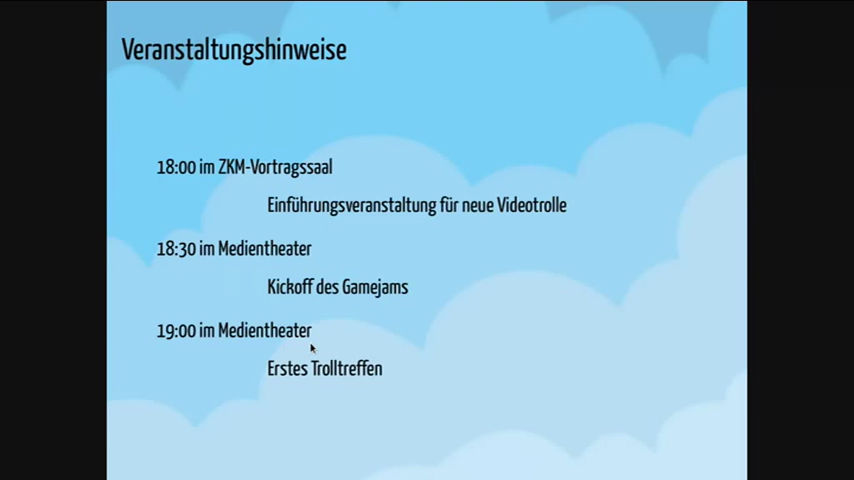 Veranstaltungshinweise
18:00 im ZKM-Vortragssaal
Einführungsveranstaltung für neue Videotrolle
18:30 im Medientheater
Kickoff des Gamejams
19:00 im Medientheater
Erstes Trolltreffen